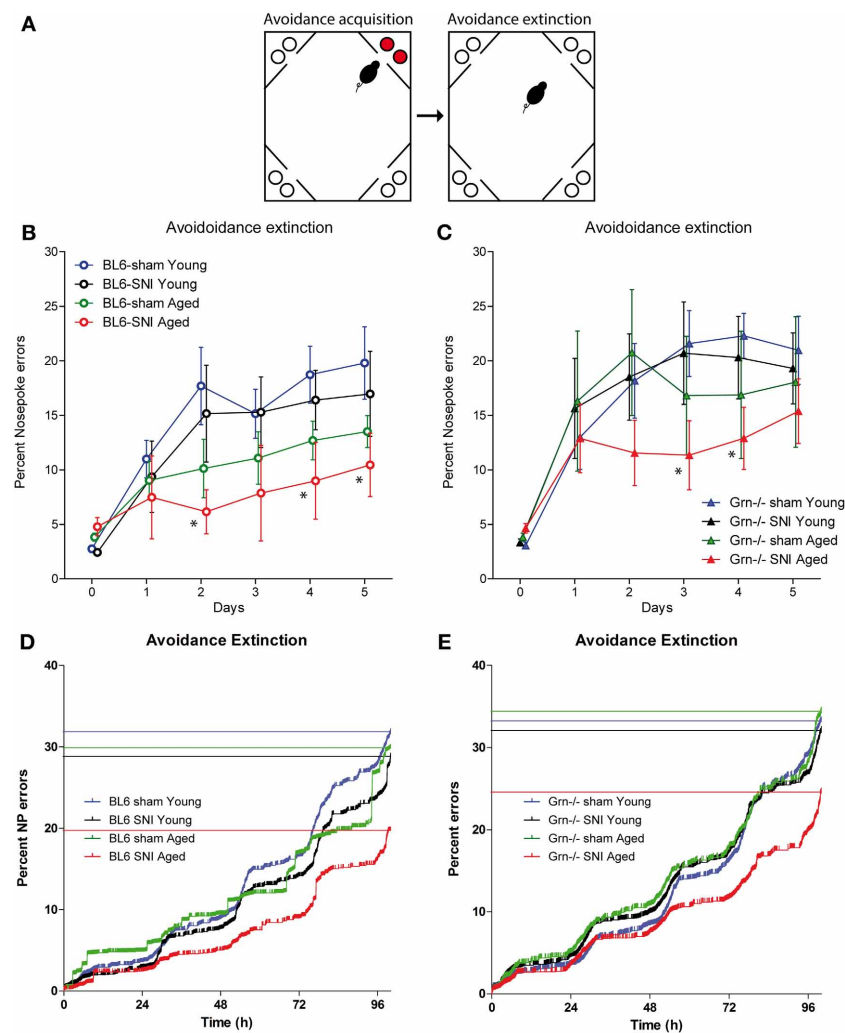 A
Avoidance acquisition
Avoidance extinction
B
Avoidoidance extinction
Percent Nosepoke errors
30
25
20
15
10
5
0
BL6-sham Young
BL6-SNI Young
BL6-sham Aged
BL6-SNI Aged
*
*
*
0 1 2 3 4 5
Days
C
Avoidoidance extinction
Percent Nosepoke errors
30
25
20
15
10
5
0
*
*
Grn-/- sham Young
Grn-/- SNI Young
Grn-/- sham Aged
Grn-/- SNI Aged
0 1 2 3 4 5
Days
D
Avoidance Extinction
Percent NP errors
40
30
20
10
0
BL6 sham Young
BL6 SNI Young
BL6 sham Aged
BL6 SNI Aged
0 24 48 72 96
Time (h)
E
Avoidance Extinction
Percent errors
40
30
20
10
0
Grn-/- sham Young
Grn-/- SNI Young
Grn-/- sham Aged
Grn-/- SNI Aged
0 24 48 72 96
Time (h)